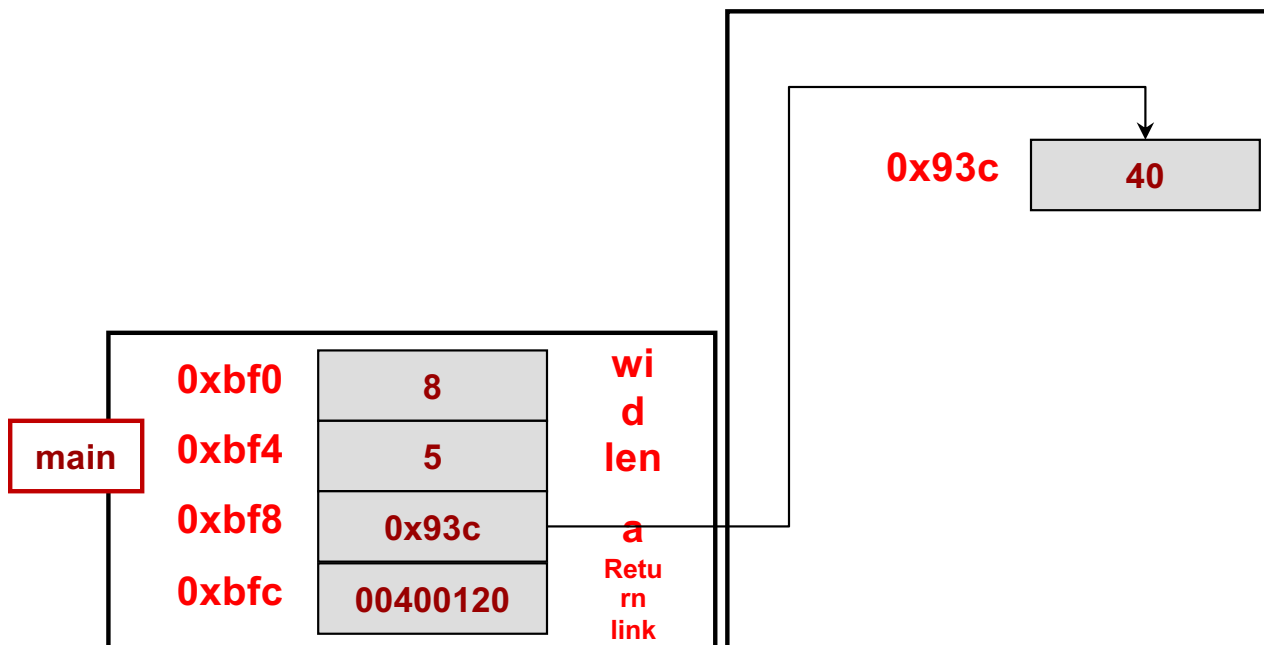 0x93c 40
0xbf0 8 wi
d
main 0xbf4 5 len
0xbf8 0x93c a
0xbfc 00400120 Retu
rn
link